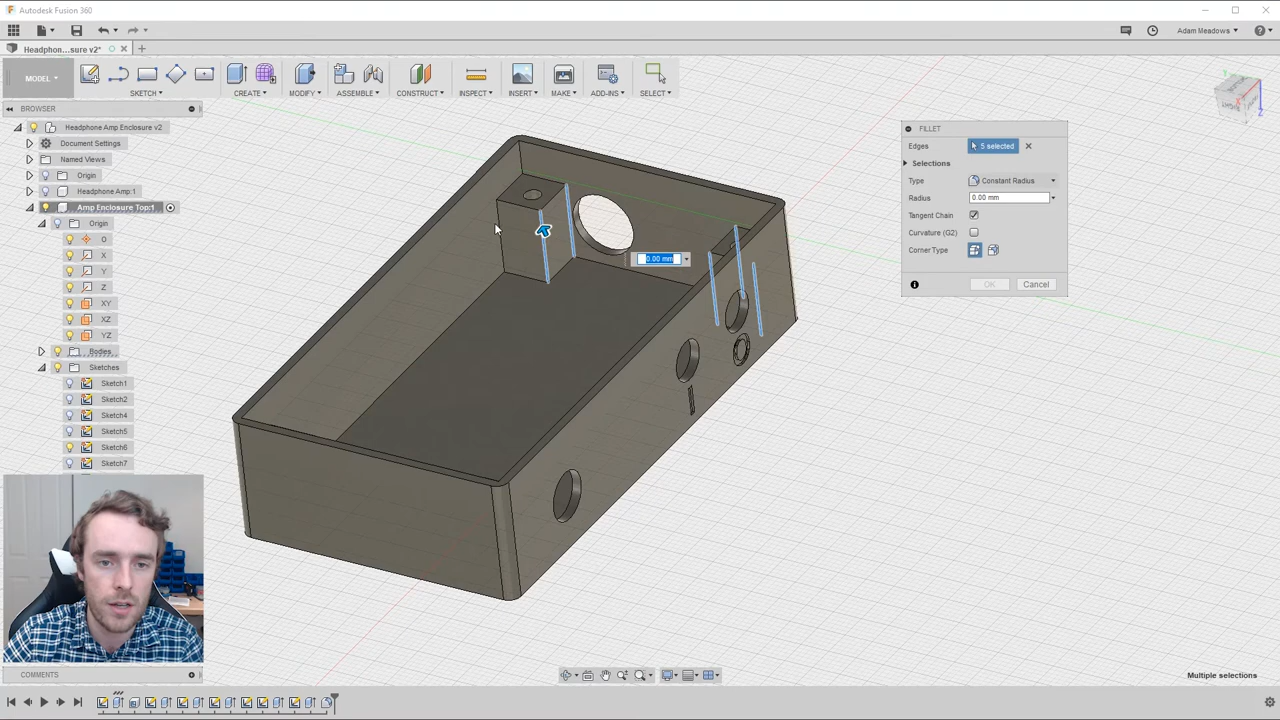 Autodesk Fusion 360
Adam Meadows
Headphon...sure v2*
MODEL
SKETCH
CREATE
MODIFY
ASSEMBLE
CONSTRUCT
INSPECT
INSERT
MAKE
ADD-INS
SELECT
BROWSER
Headphone Amp Enclosure v2
Document Settings
Named Views
Origin
Headphone Amp:1
Amp Enclosure Top:1
Origin
O
X
Y
Z
XY
XZ
YZ
Bodies
Sketches
Sketch1
Sketch2
Sketch4
Sketch5
Sketch6
Sketch7
0.00 mm
FILLET
Edges 5 selected
Selections
Type Constant Radius
Radius 0.00 mm
Tangent Chain
Curvature (G2)
Corner Type
OK Cancel
Y
Z
COMMENTS
Multiple selections